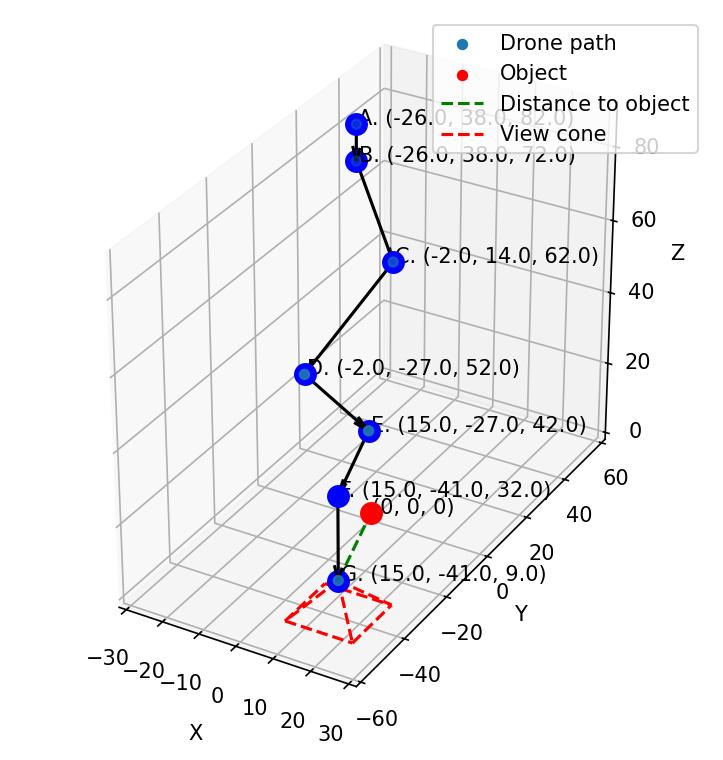 Drone path
Object
Distance to object
View cone
A. (-26.0, 38.0, 82.0)
B. (-26.0, 38.0, 72.0)
C. (-2.0, 14.0, 62.0)
D. (-2.0, -27.0, 52.0)
E. (15.0, -27.0, 42.0)
F. (15.0, -41.0, 32.0)
(0, 0, 0)
G. (15.0, -41.0, 9.0)
80
60
40
20
0
Z
60
40
20
0
−20
−40
−60
Y
−30
−20
−10
0
10
20
30
X